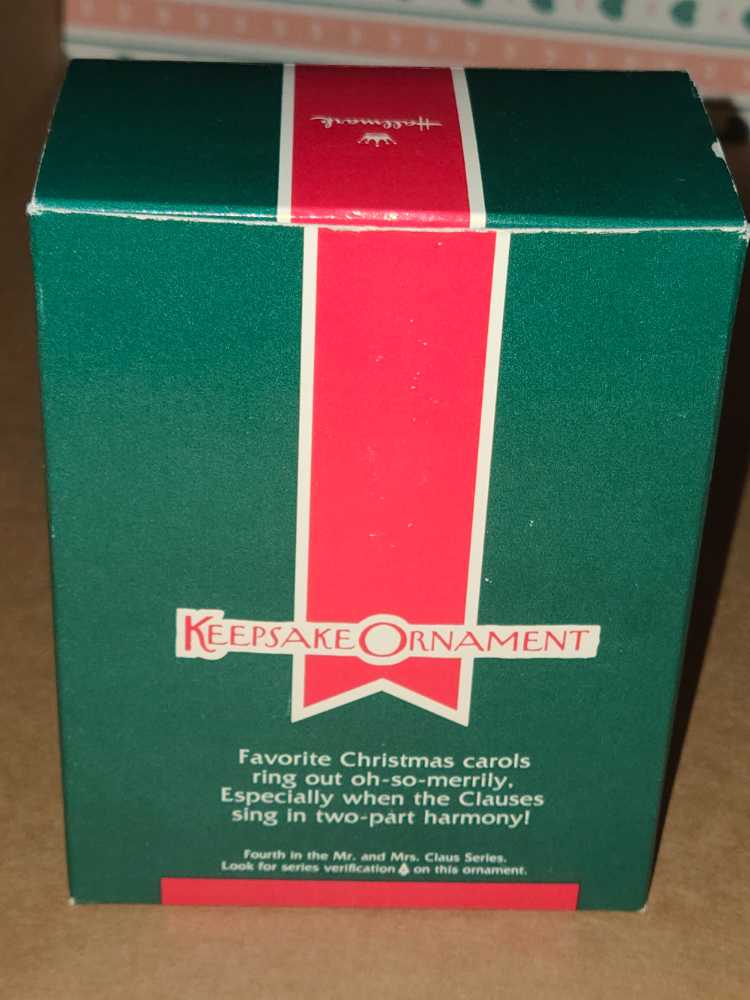 Hallmark
KEEPSAKE ORNAMENT
Favorite Christmas carols
ring out oh-so-merrily,
Especially when the Clauses
sing in two-part harmony!
Fourth in the Mr. and Mrs. Claus Series.
Look for series verification on this ornament.